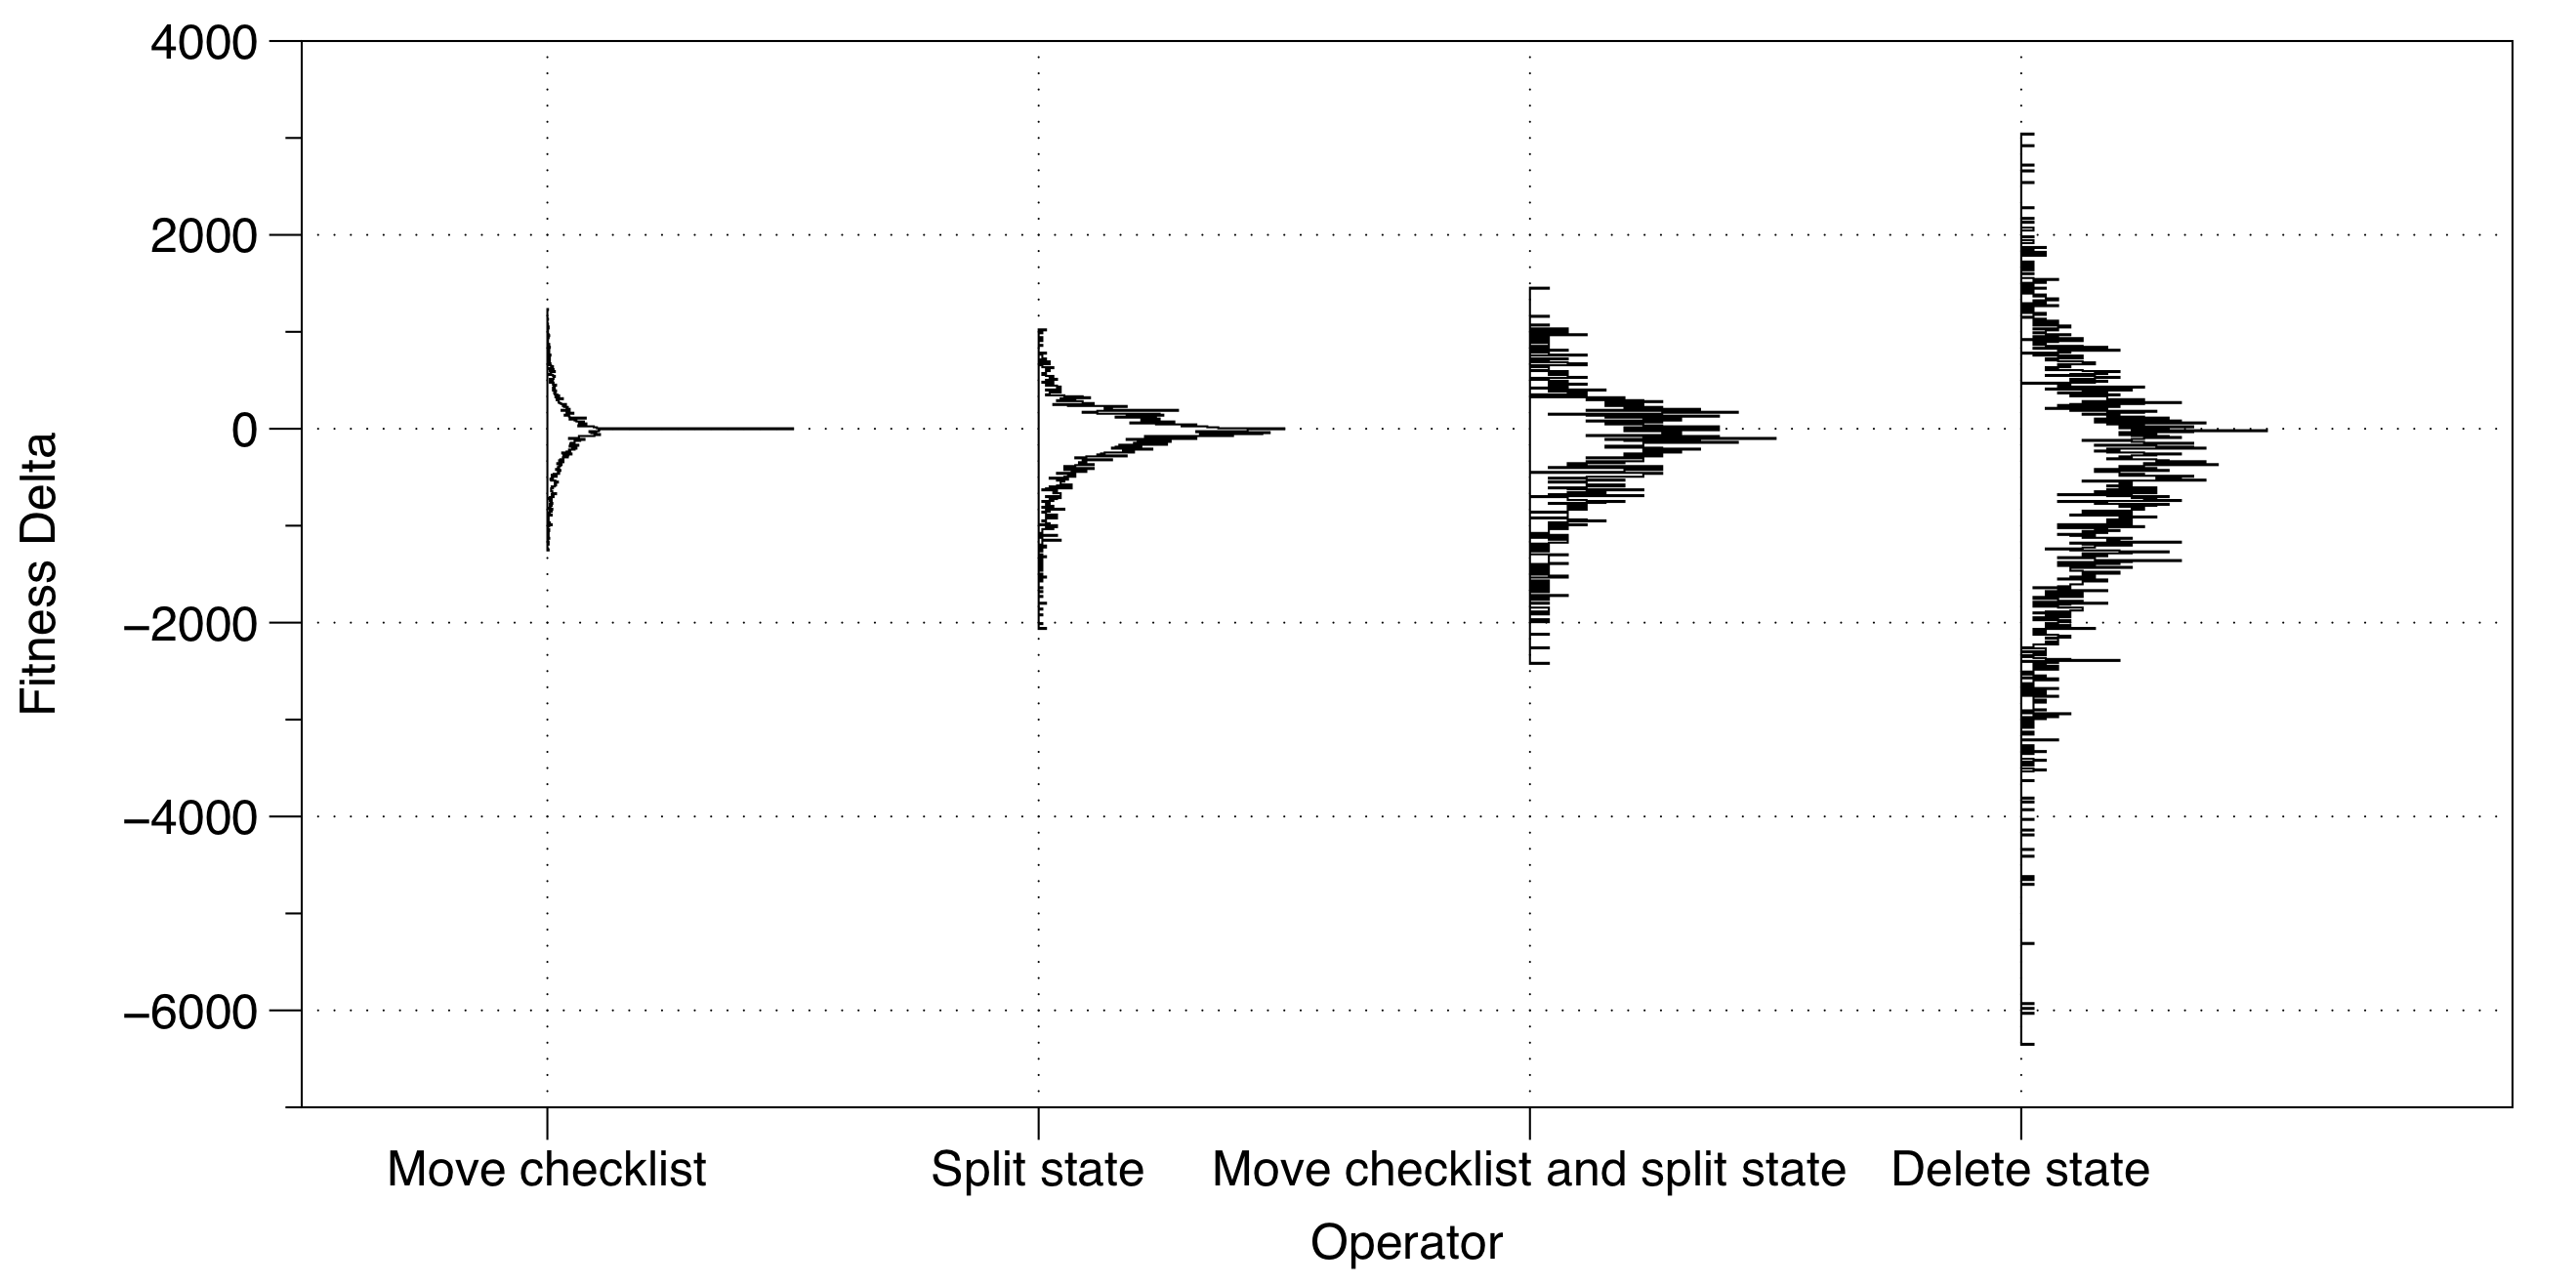 4000
2000
0
−2000
−4000
−6000
Fitness Delta
Move checklist
Split state
Move checklist and split state
Delete state
Operator